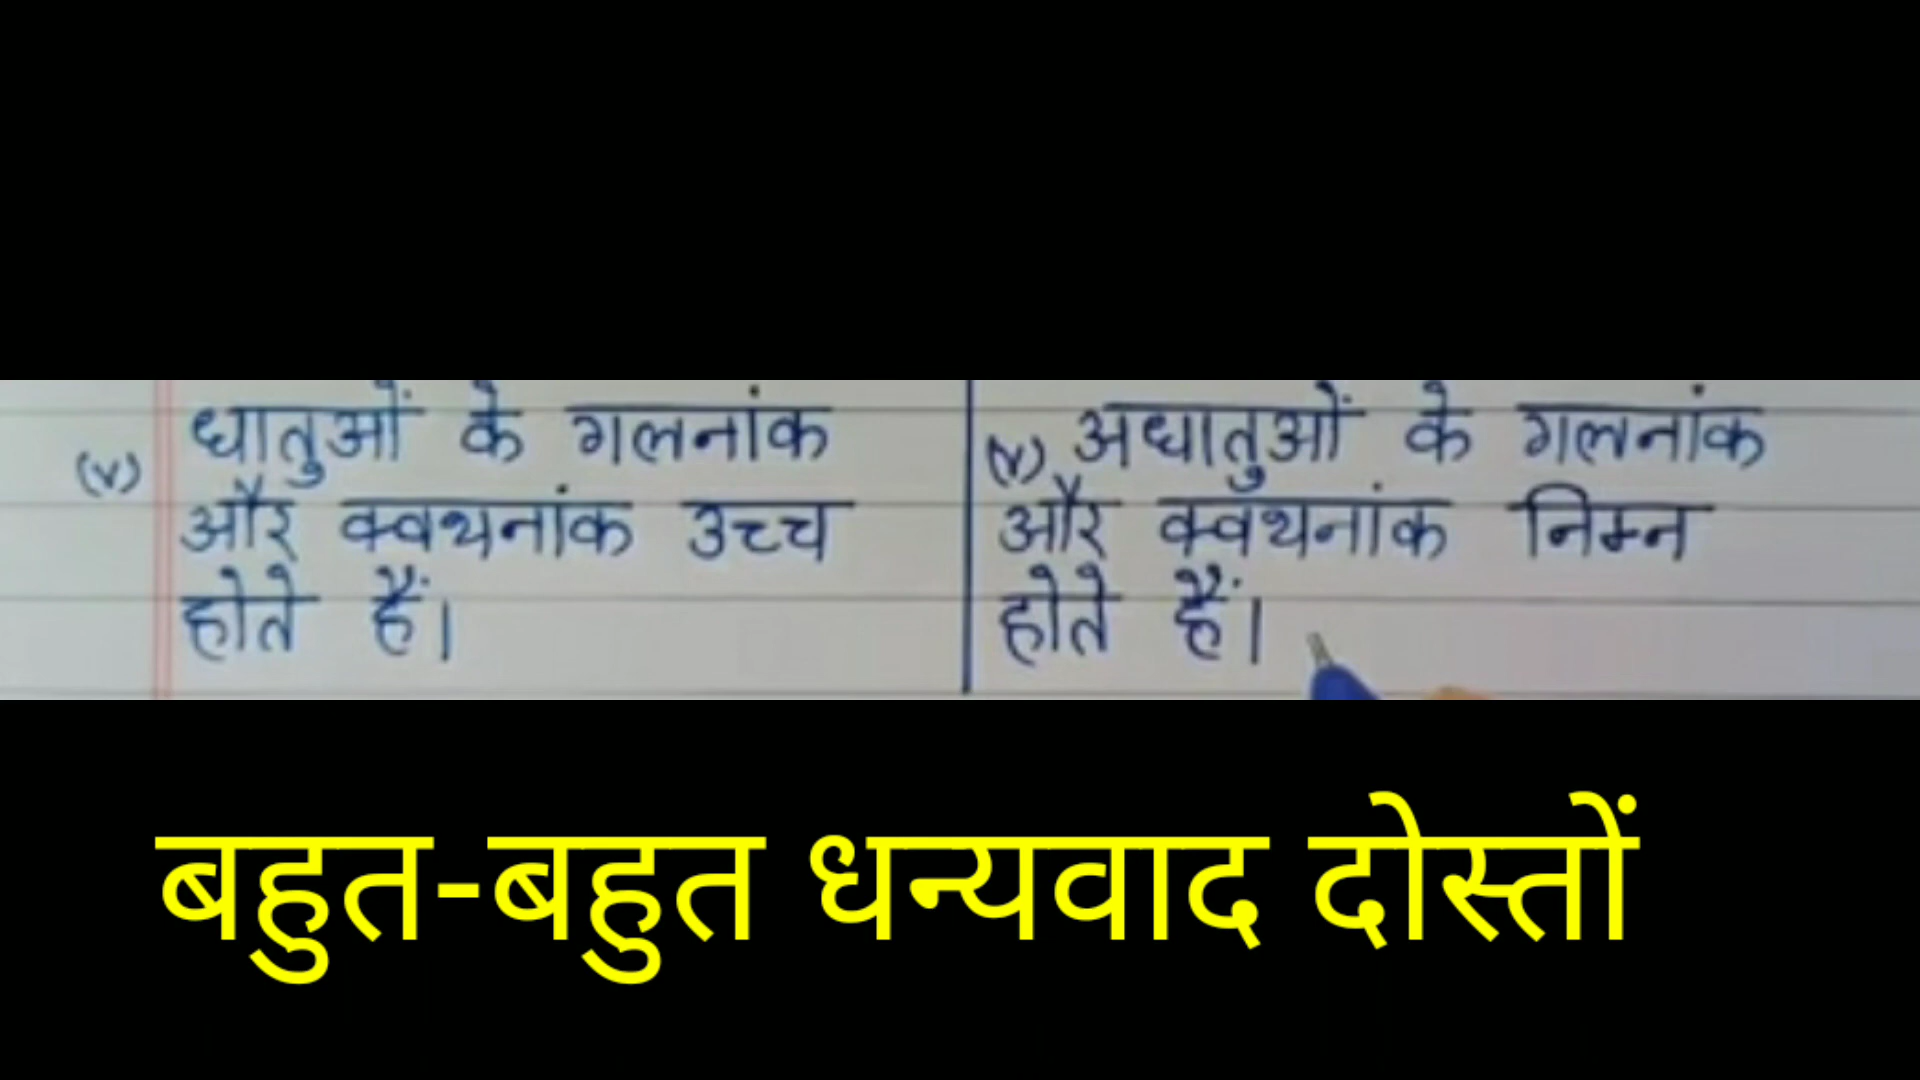 (v) धातुओं के गलनांक
और क्वथनांक उच्च
होते हैं।
(v) अधातुओं के गलनांक
और क्वथनांक निम्न
होते हैं।
बहुत-बहुत धन्यवाद दोस्तों